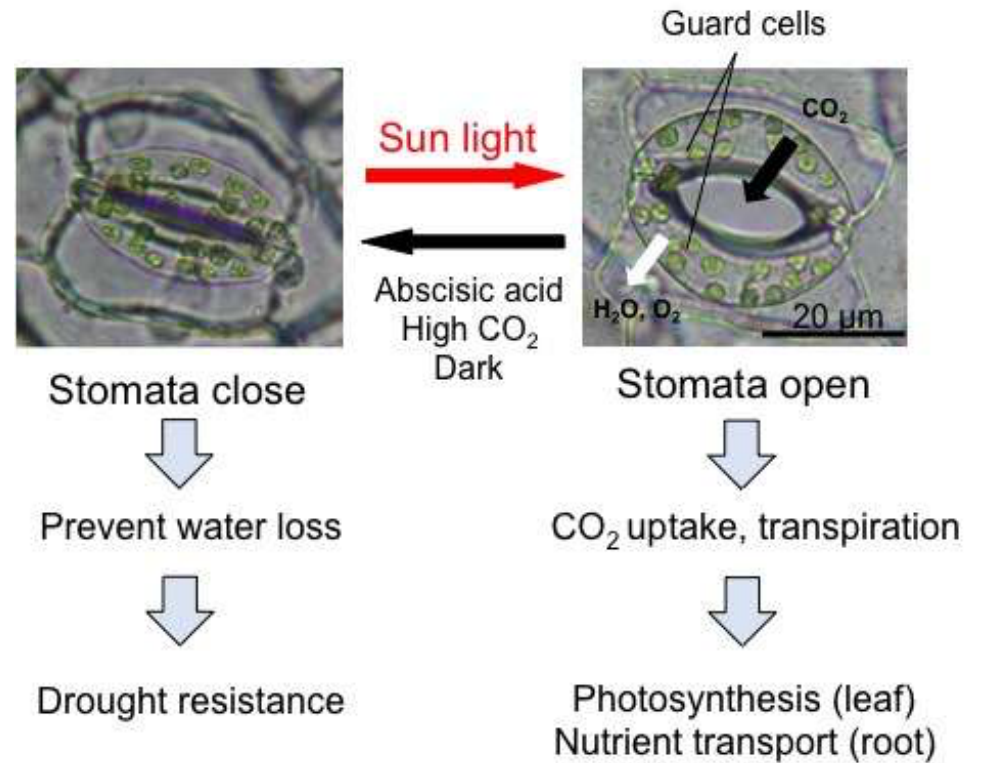 Guard cells
CO₂
Sun light
Abscisic acid
High CO₂
Dark
H₂O, O₂
20 µm
Stomata close
Stomata open
Prevent water loss
CO₂ uptake, transpiration
Drought resistance
Photosynthesis (leaf)
Nutrient transport (root)